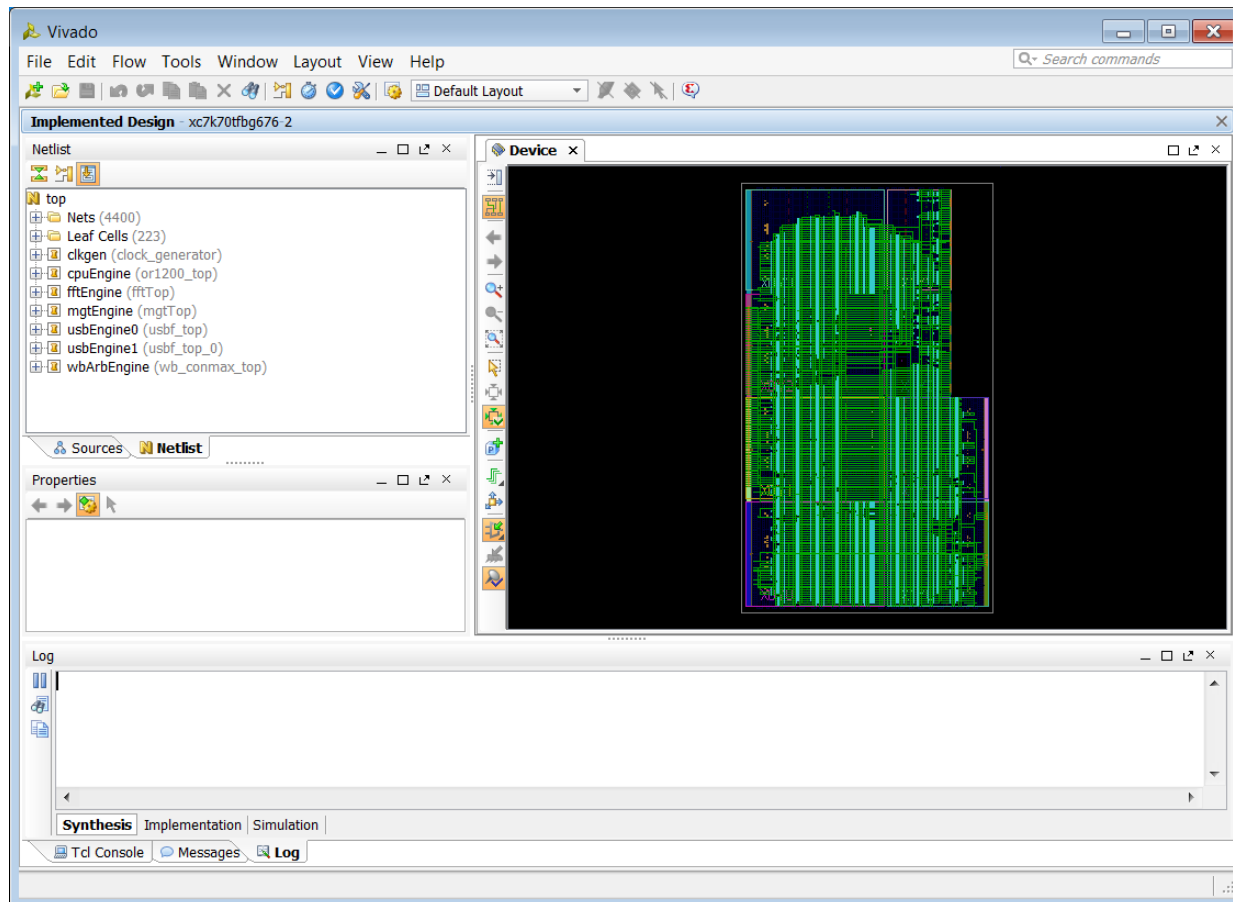 Vivado
File Edit Flow Tools Window Layout View Help
Search commands
Default Layout
Implemented Design - xc7k70tfbg676-2
Netlist
Device
top
Nets (4400)
Leaf Cells (223)
clkgen (clock_generator)
cpuEngine (or1200_top)
fftEngine (fftTop)
mgtEngine (mgtTop)
usbEngine0 (usbf_top)
usbEngine1 (usbf_top_0)
wbArbEngine (wb_conmax_top)
Sources Netlist
Properties
Log
Synthesis Implementation Simulation
Tcl Console Messages Log